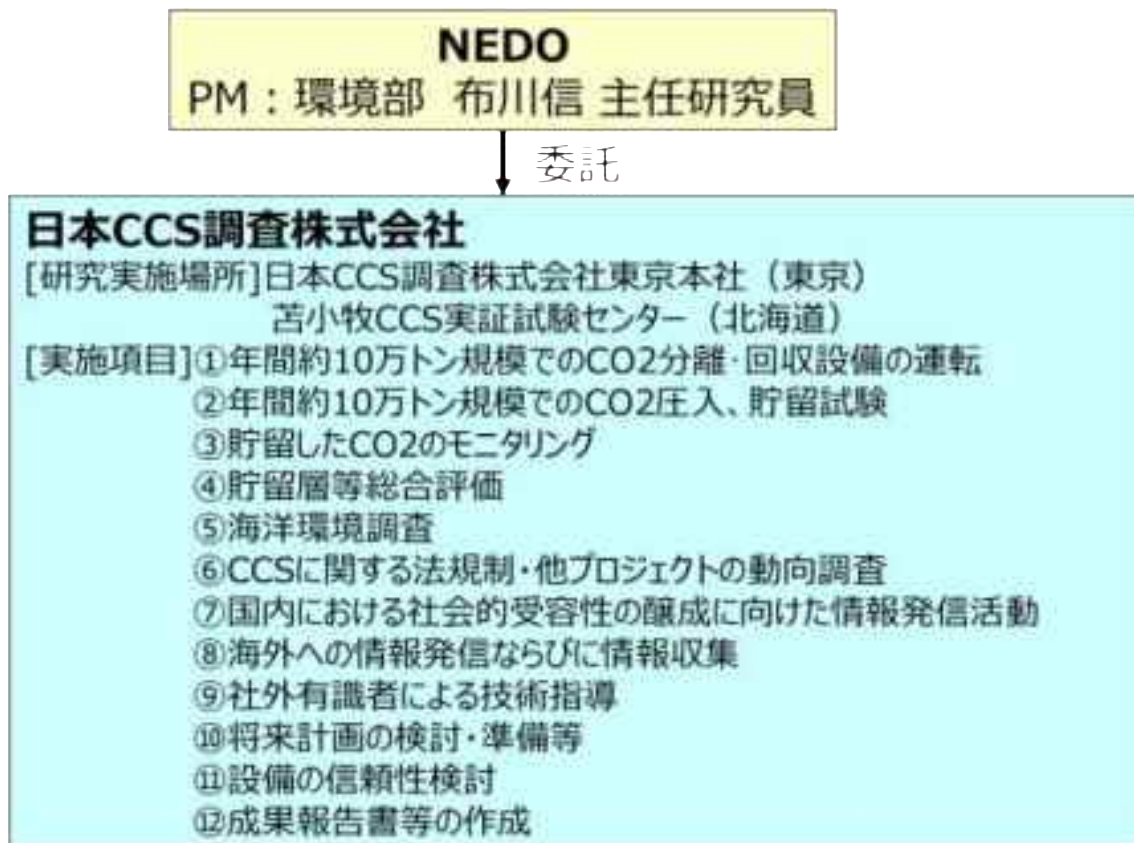 NEDO
PM：環境部 布川信 主任研究員
委託
日本CCS調査株式会社
[研究実施場所]日本CCS調査株式会社東京本社（東京）
苫小牧CCS実証試験センター（北海道）
[実施項目]①年間約10万トン規模でのCO2分離･回収設備の運転
②年間約10万トン規模でのCO2圧入、貯留試験
③貯留したCO2のモニタリング
④貯留層等総合評価
⑤海洋環境調査
⑥CCSに関する法規制･他プロジェクトの動向調査
⑦国内における社会的受容性の醸成に向けた情報発信活動
⑧海外への情報発信ならびに情報収集
⑨社外有識者による技術指導
⑩将来計画の検討･準備等
⑪設備の信頼性検討
⑫成果報告書等の作成